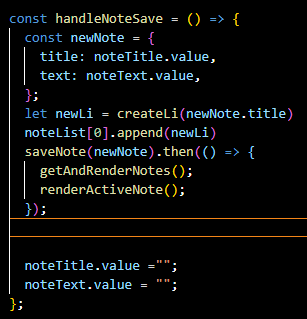 const handleNoteSave = () => {
  const newNote = {
    title: noteTitle.value,
    text: noteText.value,
  };
  let newLi = createLi(newNote.title)
  noteList[0].append(newLi)
  saveNote(newNote).then(() => {
    getAndRenderNotes();
    renderActiveNote();
  });

  noteTitle.value ="";
  noteText.value = "";
};